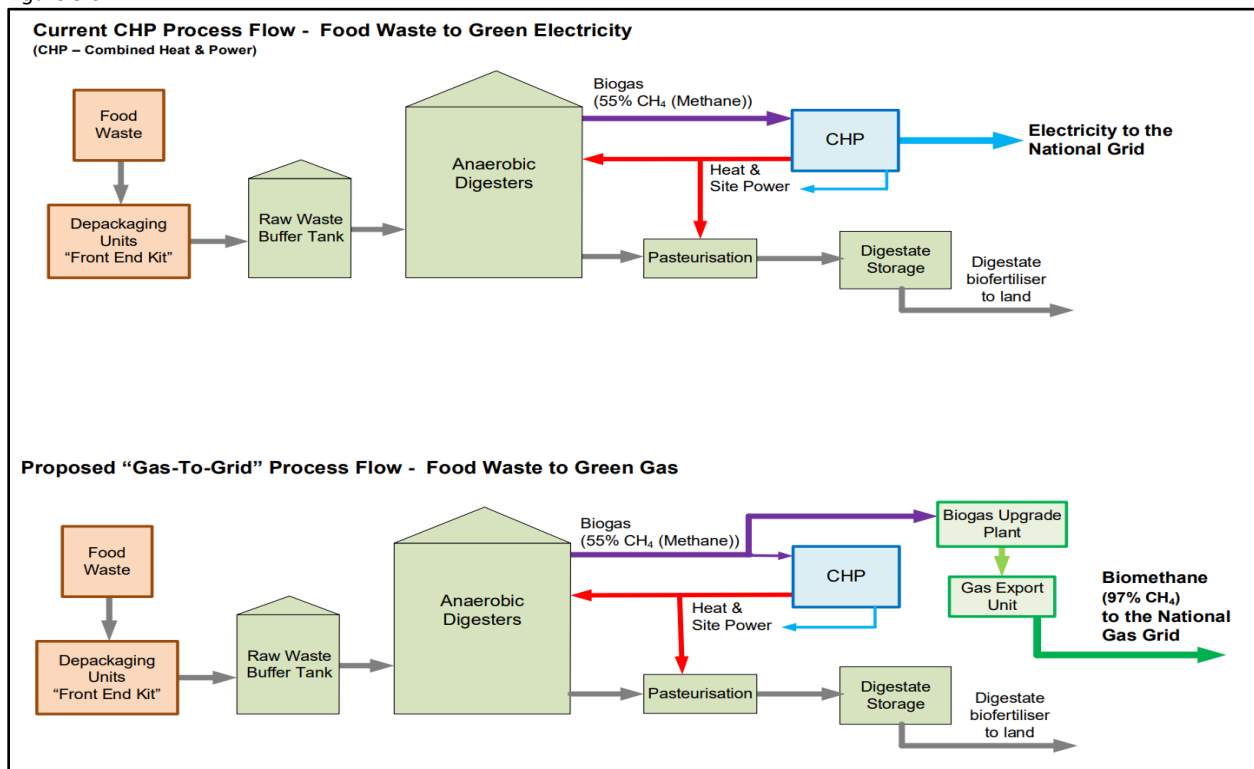 Current CHP Process Flow - Food Waste to Green Electricity
(CHP – Combined Heat & Power)
Food
Waste
Depackaging
Units
“Front End Kit”
Raw Waste
Buffer Tank
Anaerobic
Digesters
Biogas
(55% CH₄ (Methane))
CHP
Electricity to the
National Grid
Heat &
Site Power
Pasteurisation
Digestate
Storage
Digestate
biofertiliser
to land
Proposed “Gas-To-Grid” Process Flow - Food Waste to Green Gas
Food
Waste
Depackaging
Units
“Front End Kit”
Raw Waste
Buffer Tank
Anaerobic
Digesters
Biogas
(55% CH₄ (Methane))
CHP
Heat &
Site Power
Biogas Upgrade
Plant
Gas Export
Unit
Biomethane
(97% CH₄)
to the National
Gas Grid
Pasteurisation
Digestate
Storage
Digestate
biofertiliser
to land